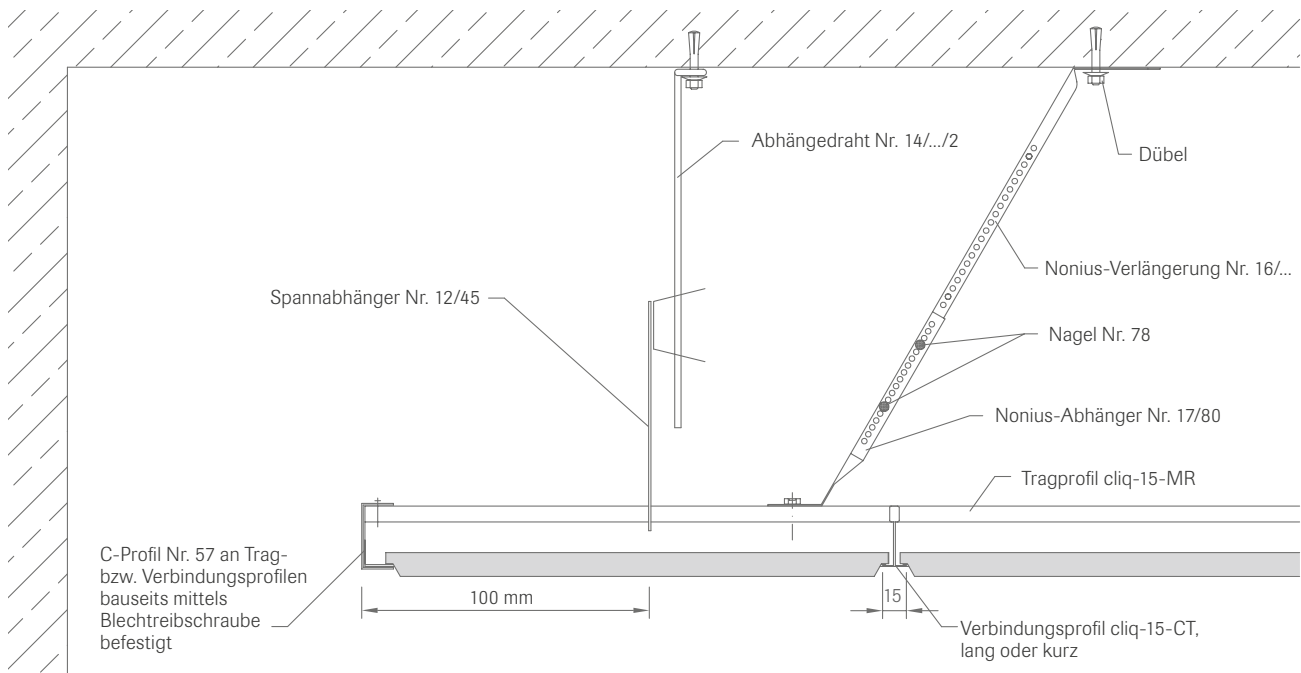 Abhängedraht Nr. 14/.../2
Dübel
Nonius-Verlängerung Nr. 16/...
Spannabhänger Nr. 12/45
Nagel Nr. 78
Nonius-Abhänger Nr. 17/80
Tragprofil cliq-15-MR
C-Profil Nr. 57 an Trag-
bzw. Verbindungsprofilen
bauseits mittels
Blechtreibschraube
befestigt
100 mm
15
Verbindungsprofil cliq-15-CT,
lang oder kurz